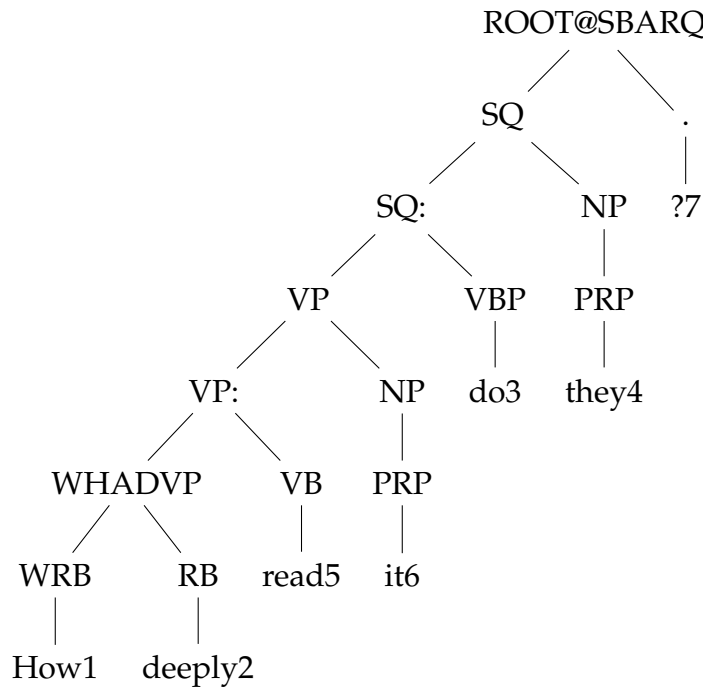 ROOT@SBARQ
SQ .
SQ: NP ?7
VP VBP PRP
VP: NP do3 they4
WHADVP VB PRP
WRB RB read5 it6
How1 deeply2